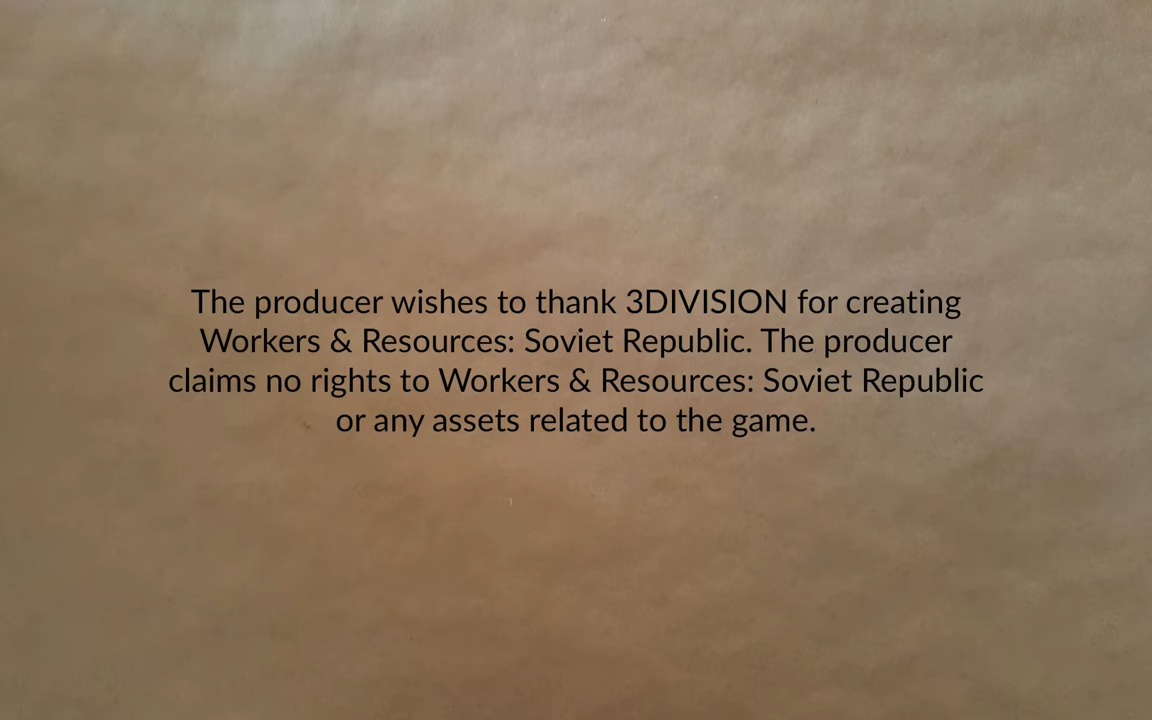 The producer wishes to thank 3DIVISION for creating
Workers & Resources: Soviet Republic. The producer
claims no rights to Workers & Resources: Soviet Republic
or any assets related to the game.